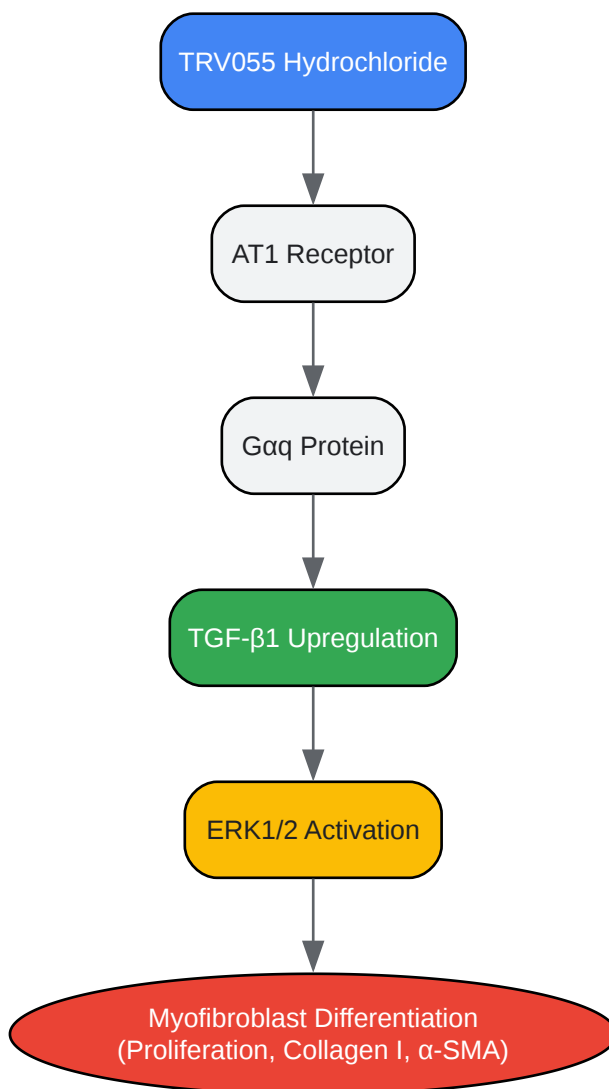 TRV055 Hydrochloride
AT1 Receptor
Gαq Protein
TGF-β1 Upregulation
ERK1/2 Activation
Myofibroblast Differentiation
(Proliferation, Collagen I, α-SMA)